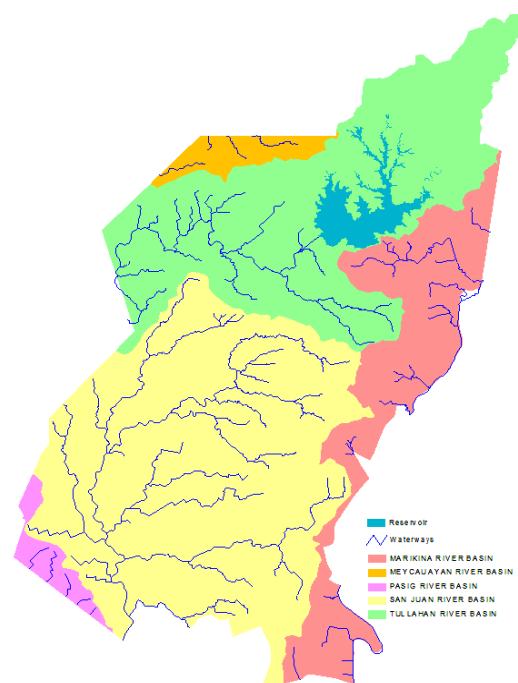 Reservoir
Waterways
MARIKINA RIVER BASIN
MEYCAUAYAN RIVER BASIN
PASIG RIVER BASIN
SAN JUAN RIVER BASIN
TULLAHAN RIVER BASIN